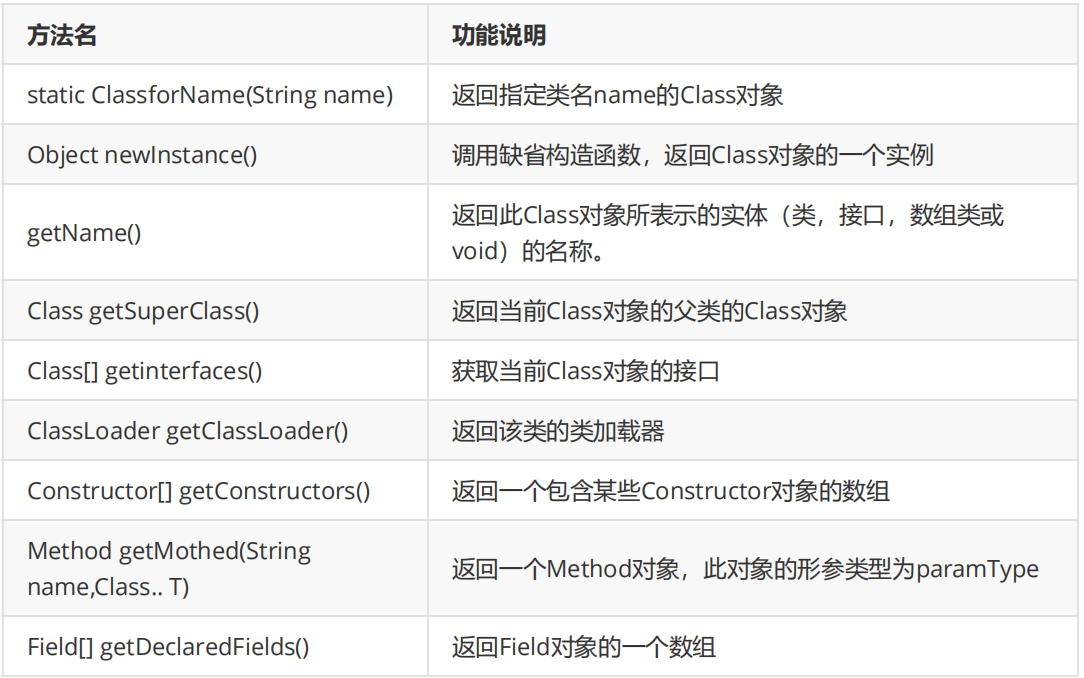 方法名
功能说明
static ClassforName(String name)
返回指定类名name的Class对象
Object newInstance()
调用缺省构造函数，返回Class对象的一个实例
getName()
返回此Class对象所表示的实体（类，接口，数组类或
void）的名称。
Class getSuperClass()
返回当前Class对象的父类的Class对象
Class[] getinterfaces()
获取当前Class对象的接口
ClassLoader getClassLoader()
返回该类的类加载器
Constructor[] getConstructors()
返回一个包含某些Constructor对象的数组
Method getMothed(String
name,Class.. T)
返回一个Method对象，此对象的形参类型为paramType
Field[] getDeclaredFields()
返回Field对象的一个数组